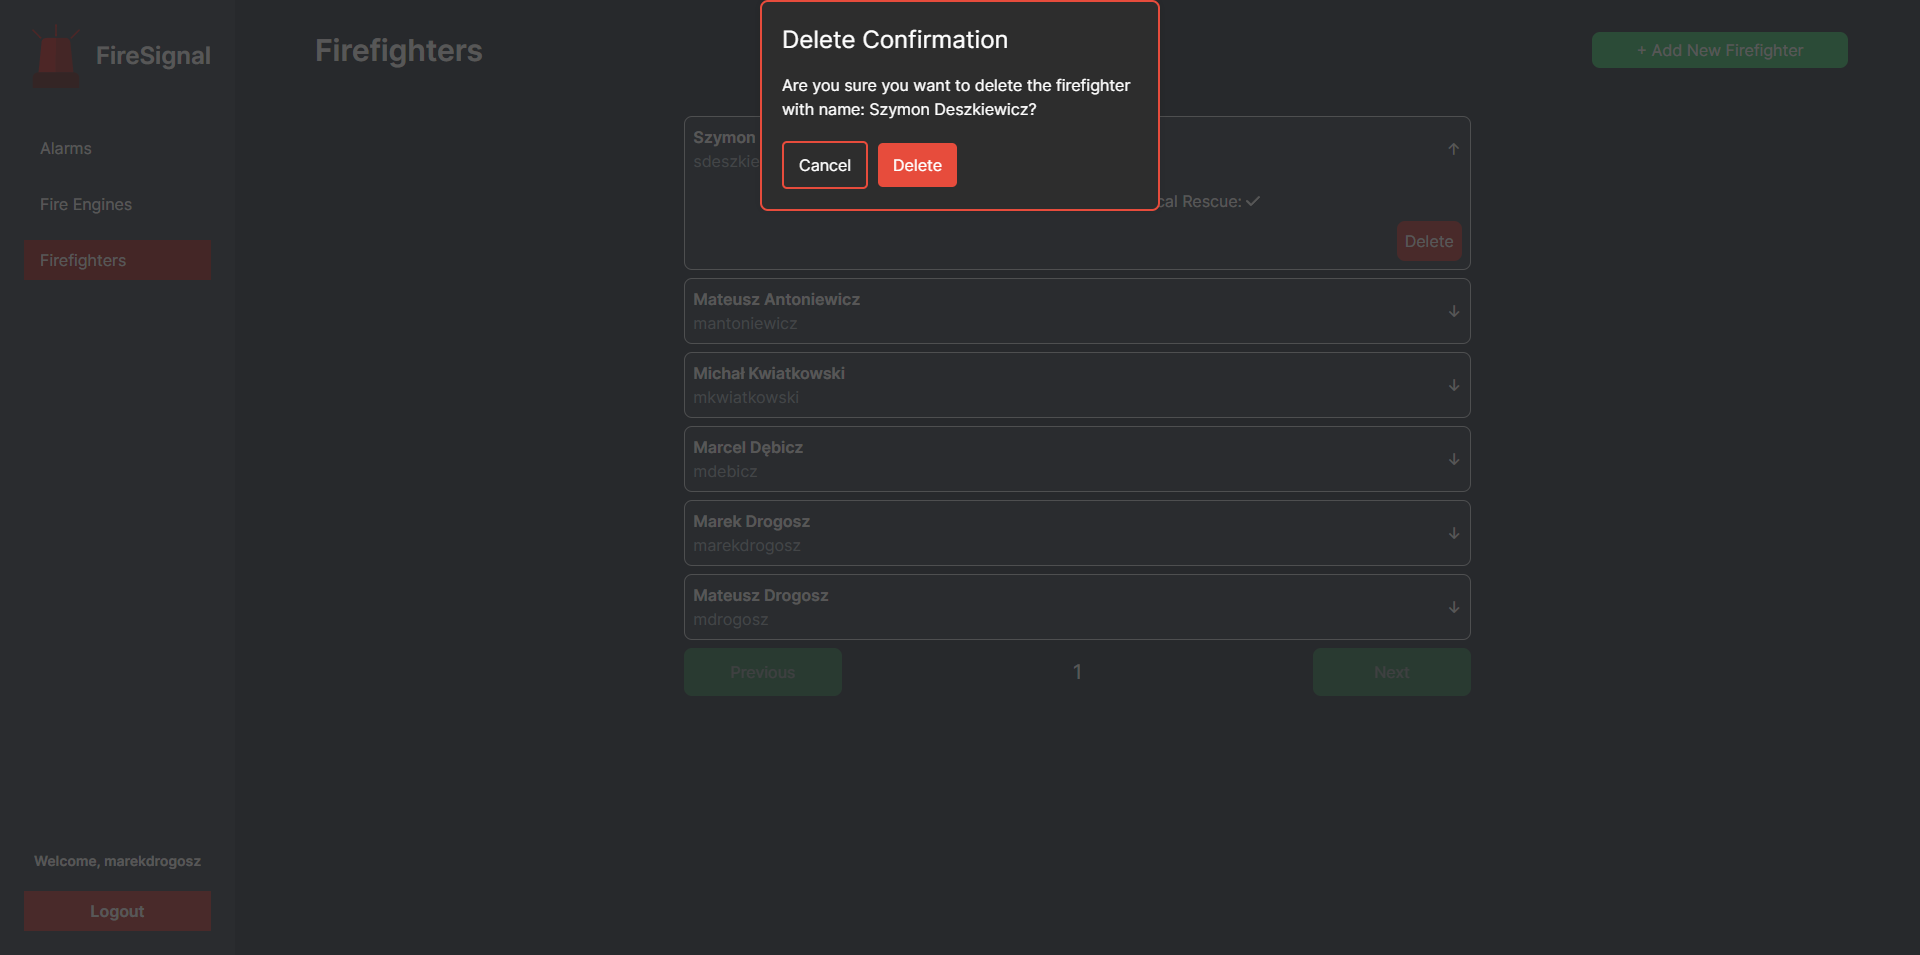 FireSignal
Alarms
Fire Engines
Firefighters
Welcome, marekdrogosz
Logout
Firefighters
+ Add New Firefighter
Delete Confirmation
Are you sure you want to delete the firefighter
with name: Szymon Deszkiewicz?
Cancel
Delete
Szymon
Rescue:
Delete
Mateusz Antoniewicz
mantoniewicz
Michał Kwiatkowski
mkwiatkowski
Marcel Dębicz
mdebicz
Marek Drogosz
marekdrogosz
Mateusz Drogosz
mdrogosz
Previous
1
Next